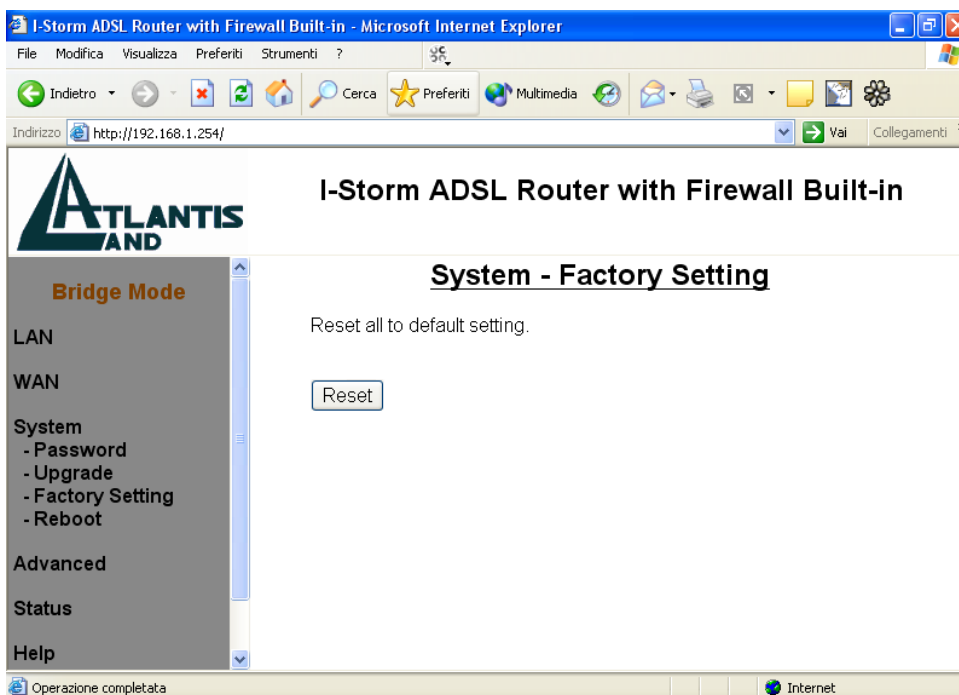 I-Storm ADSL Router with Firewall Built-in - Microsoft Internet Explorer
File Modifica Visualizza Preferiti Strumenti ?
Indietro Cerca Preferiti Multimedia
Indirizzo http://192.168.1.254/ Vai Collegamenti
ATLANTIS
LAND
I-Storm ADSL Router with Firewall Built-in
Bridge Mode
LAN
WAN
System
- Password
- Upgrade
- Factory Setting
- Reboot
Advanced
Status
Help
System - Factory Setting
Reset all to default setting.
Reset
Operazione completata Internet